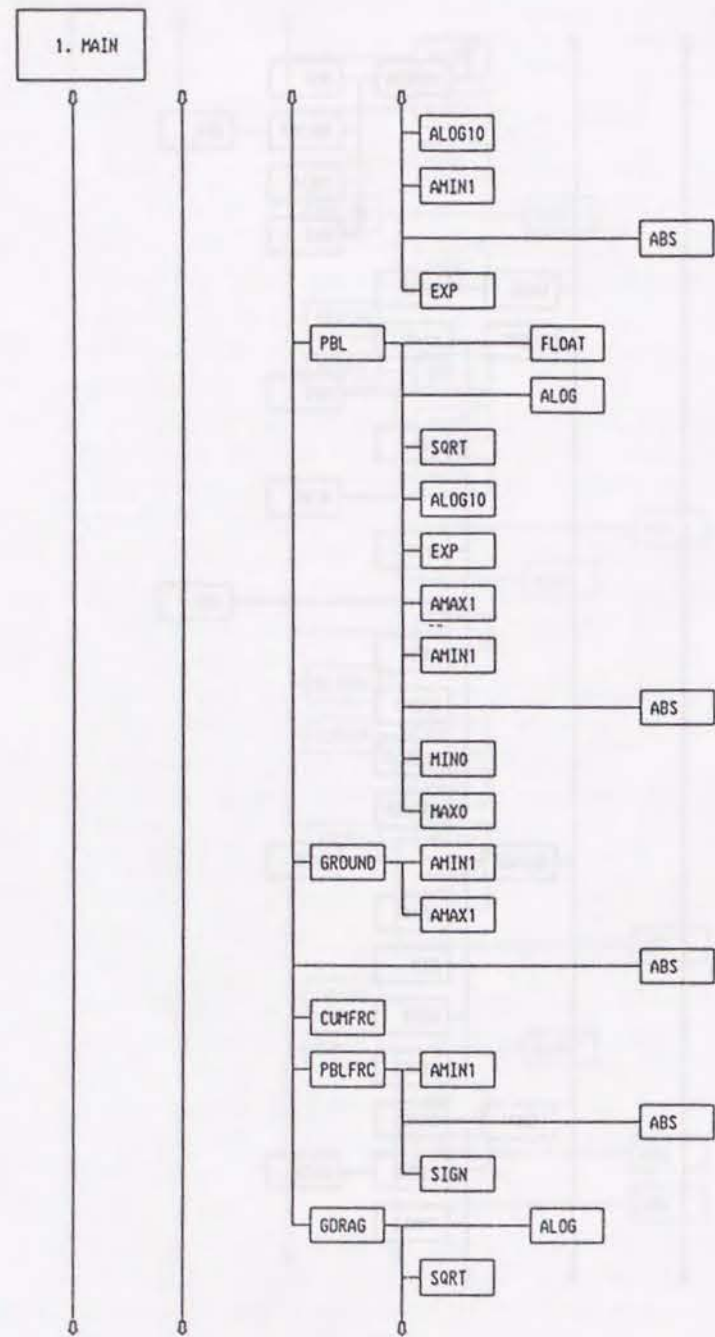 1. MAIN
ALOG10
AMIN1
ABS
EXP
PBL
FLOAT
ALOG
SQRT
ALOG10
EXP
AMAX1
AMIN1
ABS
MIN0
MAX0
GROUND
AMIN1
AMAX1
ABS
CUMFRC
PBLFRC
AMIN1
ABS
SIGN
GDRAG
ALOG
SQRT